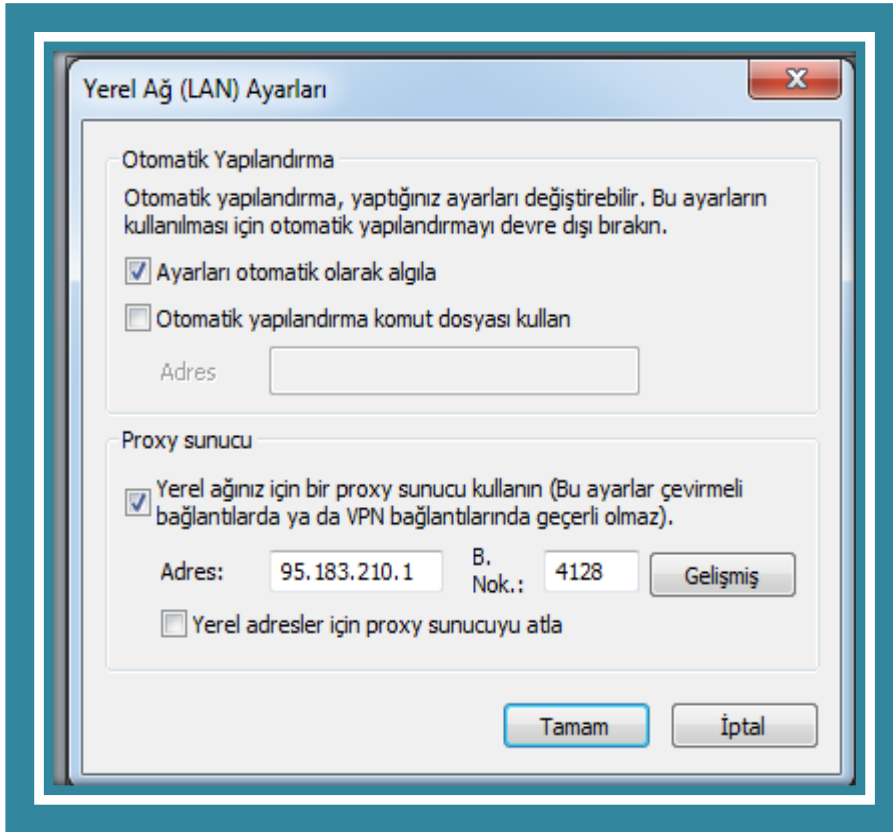 Yerel Ağ (LAN) Ayarları
Otomatik Yapılandırma
Otomatik yapılandırma, yaptığınız ayarları değiştirebilir. Bu ayarların
kullanılması için otomatik yapılandırmayı devre dışı bırakın.
Ayarları otomatik olarak algıla
Otomatik yapılandırma komut dosyası kullan
Adres
Proxy sunucu
Yerel ağınız için bir proxy sunucu kullanın (Bu ayarlar çevirmeli
bağlantılarda ya da VPN bağlantılarında geçerli olmaz).
Adres: 95.183.210.1 B. Nok.: 4128 Gelişmiş
Yerel adresler için proxy sunucuyu atla
Tamam İptal